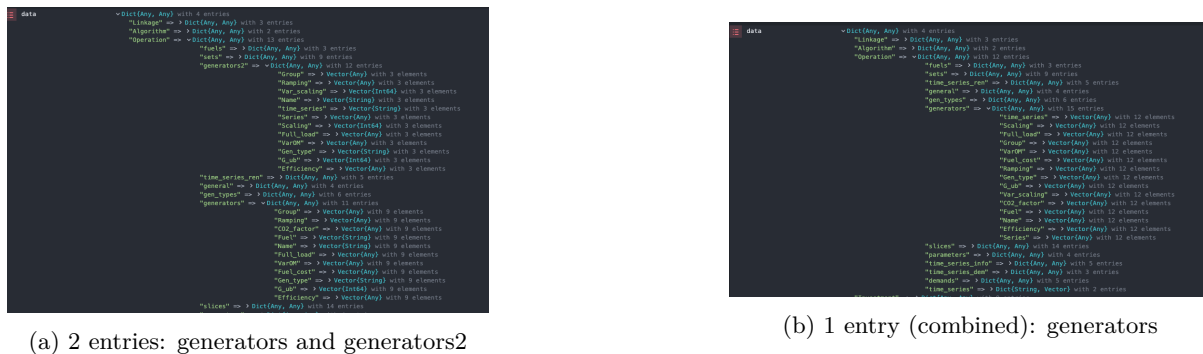 data
▾Dict{Any, Any} with 4 entries
"Linkage" => >Dict{Any, Any} with 3 entries
"Algorithm" => >Dict{Any, Any} with 2 entries
"Operation" => ▾Dict{Any, Any} with 13 entries
"fuels" => >Dict{Any, Any} with 3 entries
"sets" => >Dict{Any, Any} with 9 entries
"generators2" => ▾Dict{Any, Any} with 12 entries
"Group" => >Vector{Any} with 3 elements
"Ramping" => >Vector{Any} with 3 elements
"Var_scaling" => >Vector{Int64} with 3 elements
"Name" => >Vector{String} with 3 elements
"time_series" => >Vector{String} with 3 elements
"Series" => >Vector{Any} with 3 elements
"Scaling" => >Vector{Int64} with 3 elements
"Full_load" => >Vector{Any} with 3 elements
"VarOM" => >Vector{Any} with 3 elements
"Gen_type" => >Vector{String} with 3 elements
"G_ub" => >Vector{Int64} with 3 elements
"Efficiency" => >Vector{Any} with 3 elements
"time_series_ren" => >Dict{Any, Any} with 5 entries
"general" => >Dict{Any, Any} with 4 entries
"gen_types" => >Dict{Any, Any} with 6 entries
"generators" => ▾Dict{Any, Any} with 11 entries
"Group" => >Vector{Any} with 9 elements
"Ramping" => >Vector{Any} with 9 elements
"CO2_factor" => >Vector{Any} with 9 elements
"Fuel" => >Vector{String} with 9 elements
"Name" => >Vector{String} with 9 elements
"Full_load" => >Vector{Any} with 9 elements
"VarOM" => >Vector{Any} with 9 elements
"Fuel_cost" => >Vector{Any} with 9 elements
"Gen_type" => >Vector{String} with 9 elements
"G_ub" => >Vector{Int64} with 9 elements
"Efficiency" => >Vector{Any} with 9 elements
"slices" => >Dict{Any, Any} with 14 entries
(a) 2 entries: generators and generators2
data
▾Dict{Any, Any} with 4 entries
"Linkage" => >Dict{Any, Any} with 3 entries
"Algorithm" => >Dict{Any, Any} with 2 entries
"Operation" => ▾Dict{Any, Any} with 12 entries
"fuels" => >Dict{Any, Any} with 3 entries
"sets" => >Dict{Any, Any} with 9 entries
"time_series_ren" => >Dict{Any, Any} with 5 entries
"general" => >Dict{Any, Any} with 4 entries
"gen_types" => >Dict{Any, Any} with 6 entries
"generators" => ▾Dict{Any, Any} with 15 entries
"time_series" => >Vector{Any} with 12 elements
"Scaling" => >Vector{Any} with 12 elements
"Full_load" => >Vector{Any} with 12 elements
"Group" => >Vector{Any} with 12 elements
"VarOM" => >Vector{Any} with 12 elements
"Fuel_cost" => >Vector{Any} with 12 elements
"Ramping" => >Vector{Any} with 12 elements
"Gen_type" => >Vector{Any} with 12 elements
"G_ub" => >Vector{Any} with 12 elements
"Var_scaling" => >Vector{Any} with 12 elements
"CO2_factor" => >Vector{Any} with 12 elements
"Fuel" => >Vector{Any} with 12 elements
"Name" => >Vector{Any} with 12 elements
"Efficiency" => >Vector{Any} with 12 elements
"Series" => >Vector{Any} with 12 elements
"slices" => >Dict{Any, Any} with 14 entries
"parameters" => >Dict{Any, Any} with 4 entries
"time_series_info" => >Dict{Any, Any} with 5 entries
"time_series_dem" => >Dict{Any, Any} with 3 entries
"demands" => >Dict{Any, Any} with 5 entries
"time_series" => >Dict{String, Vector} with 2 entries
(b) 1 entry (combined): generators